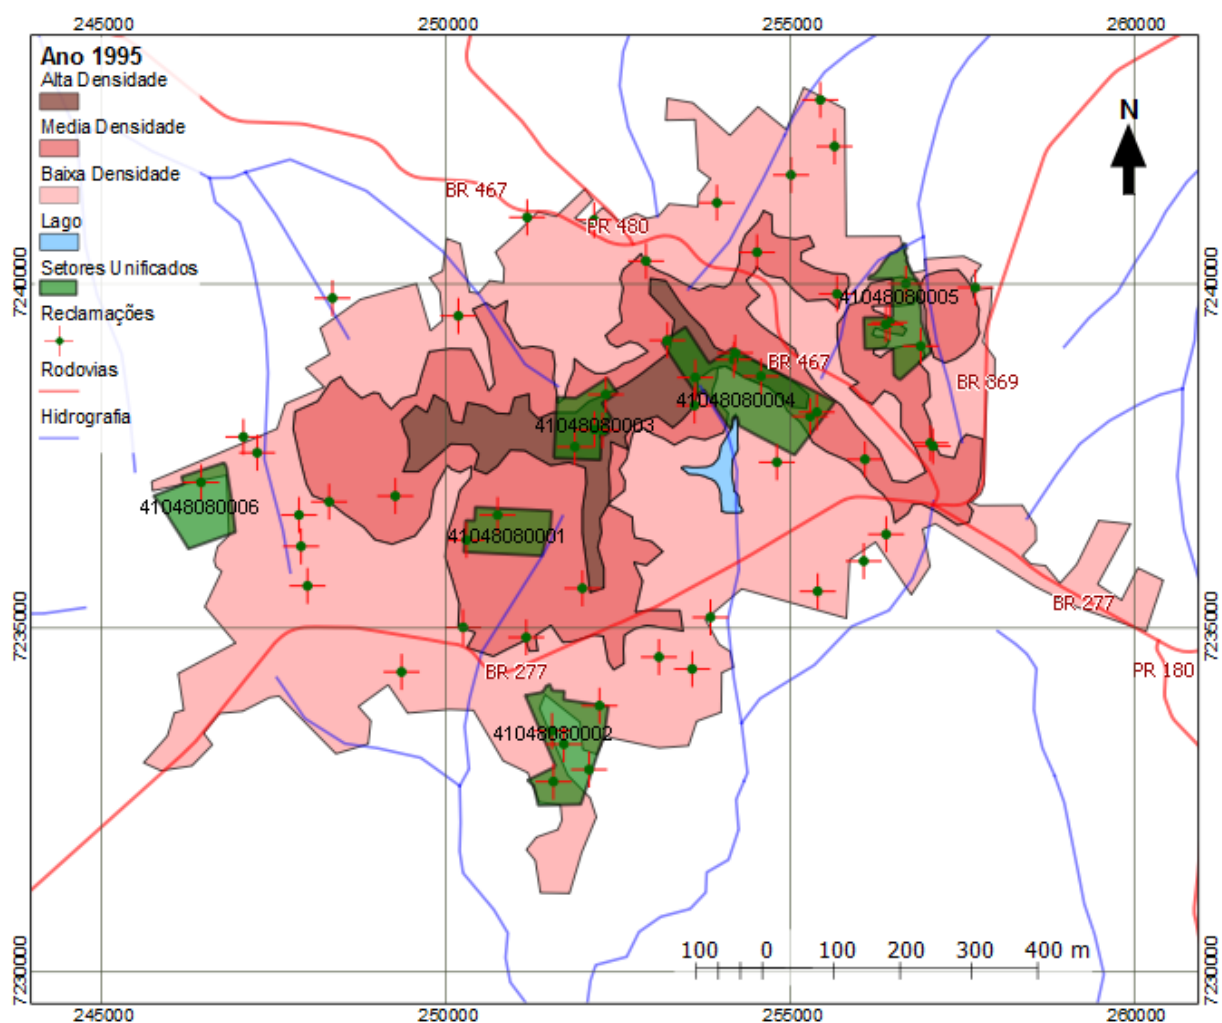 245000 250000 255000 260000
Ano 1995
Alta Densidade
Media Densidade
Baixa Densidade
Lago
Setores Unificados
Reclamações
Rodovias
Hidrografia
N
BR 467
PR 480
7240000
7240000
41048080005
BR 467
BR 369
41048080004
41048080003
41048080006
41048080001
7235000
7235000
BR 277
BR 277
PR 180
41048080002
100 0 100 200 300 400 m
7230000
7230000
245000 250000 255000 260000